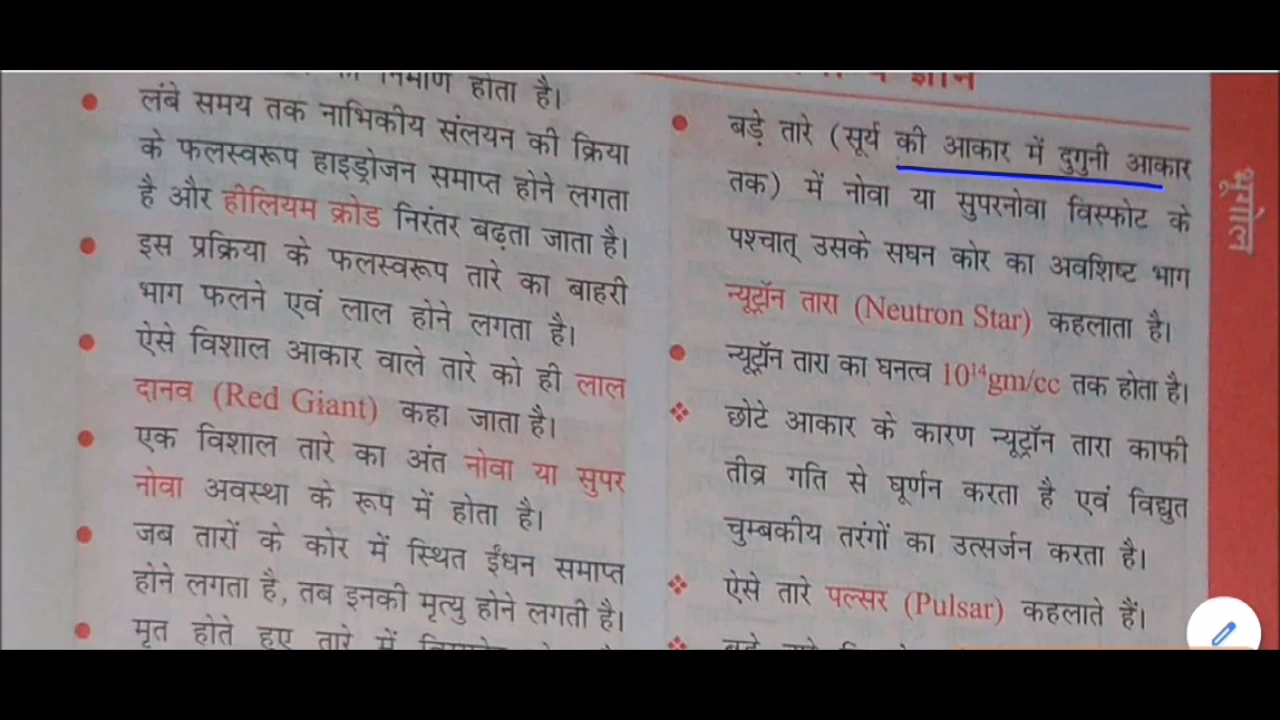 निर्माण होता है।
लंबे समय तक नाभिकीय संलयन की क्रिया
के फलस्वरूप हाइड्रोजन समाप्त होने लगता
है और हीलियम क्रोड निरंतर बढ़ता जाता है।
इस प्रक्रिया के फलस्वरूप तारे का बाहरी
भाग फलने एवं लाल होने लगता है।
ऐसे विशाल आकार वाले तारे को ही लाल
दानव (Red Giant) कहा जाता है।
एक विशाल तारे का अंत नोवा या सुपर
नोवा अवस्था के रूप में होता है।
जब तारों के कोर में स्थित ईंधन समाप्त
होने लगता है, तब इनकी मृत्यु होने लगती है।
मृत होते हुए तारे में
बड़े तारे (सूर्य की आकार में दुगुनी आकार
तक) में नोवा या सुपरनोवा विस्फोट के
पश्चात् उसके सघन कोर का अवशिष्ट भाग
न्यूट्रॉन तारा (Neutron Star) कहलाता है।
न्यूट्रॉन तारा का घनत्व 10¹⁴gm/cc तक होता है।
छोटे आकार के कारण न्यूट्रॉन तारा काफी
तीव्र गति से घूर्णन करता है एवं विद्युत
चुम्बकीय तरंगों का उत्सर्जन करता है।
ऐसे तारे पल्सर (Pulsar) कहलाते हैं।
भूगोल